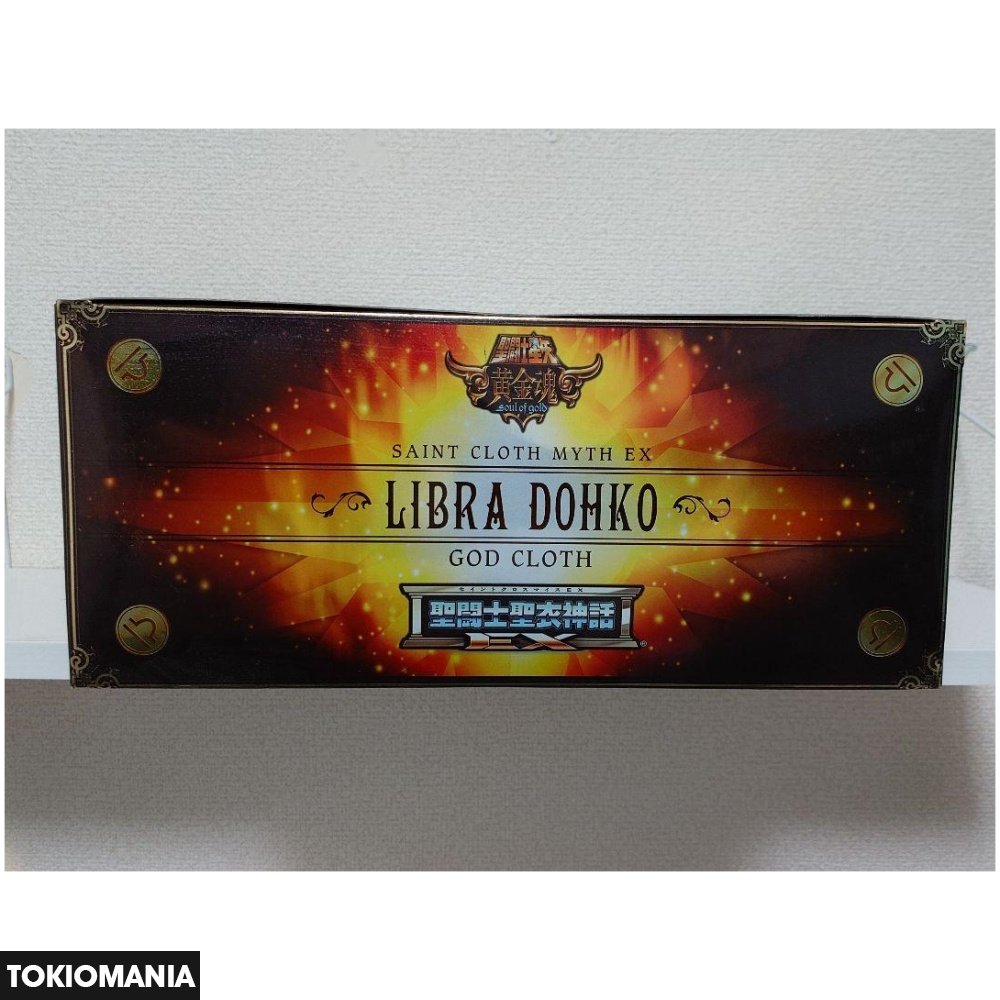 聖闘士星矢
黄金魂
soul of gold
SAINT CLOTH MYTH EX
LIBRA DOHKO
GOD CLOTH
セイントクロスマイスEX
聖闘士聖衣神話
EX
TOKIOMANIA